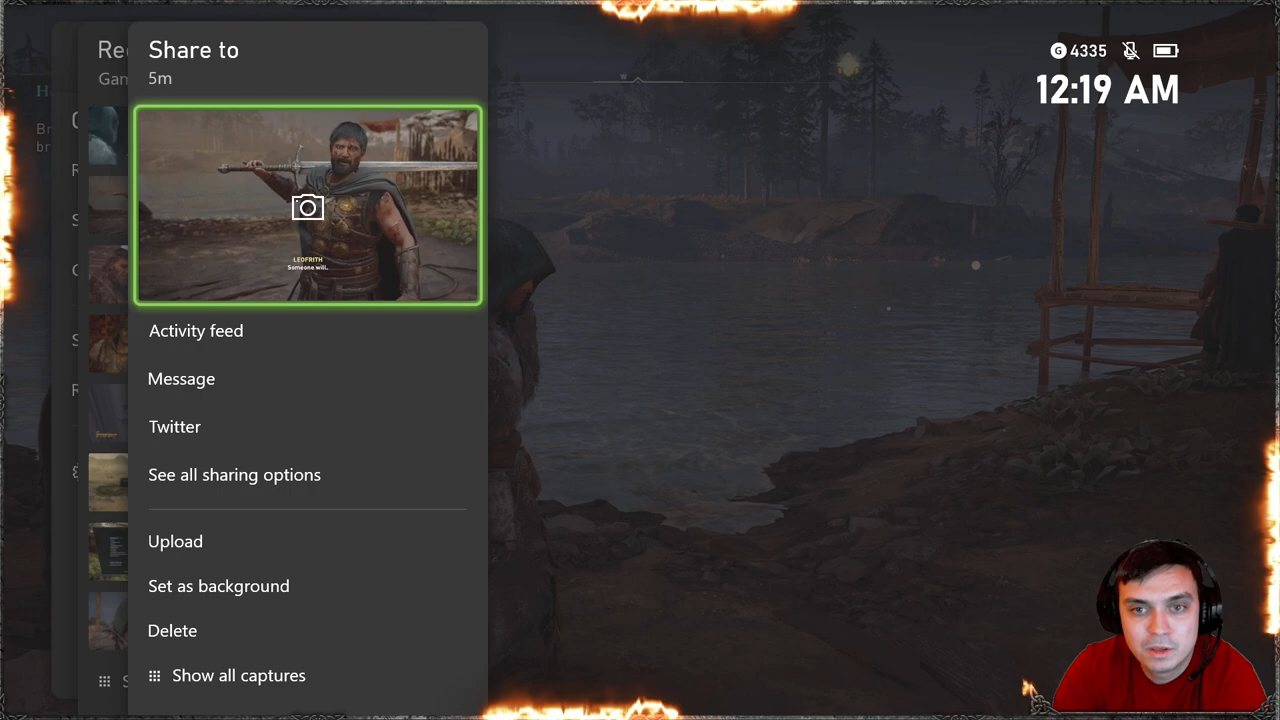 Share to
5m
LEOFRITH
Someone will.
Activity feed
Message
Twitter
See all sharing options
Upload
Set as background
Delete
Show all captures
G 4335
12:19 AM
W